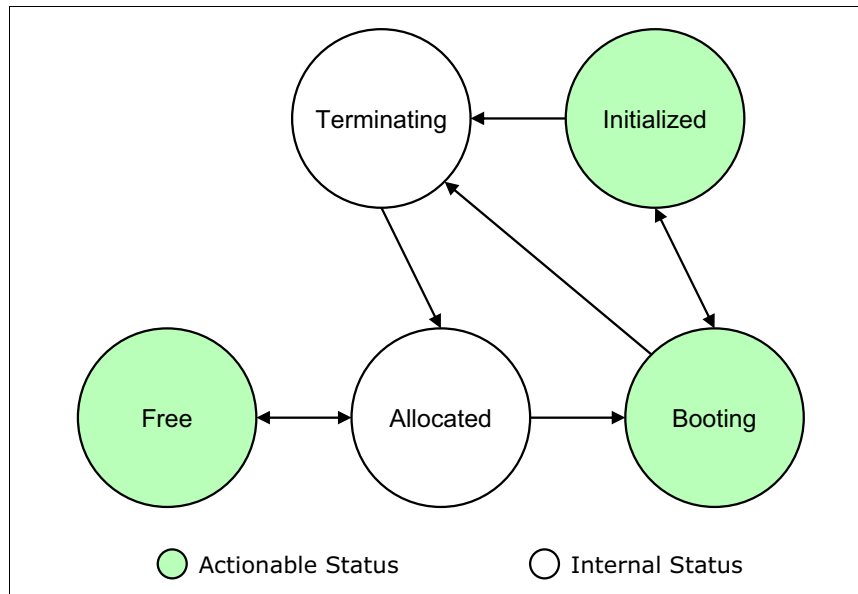 Terminating
Initialized
Free
Allocated
Booting
Actionable Status
Internal Status